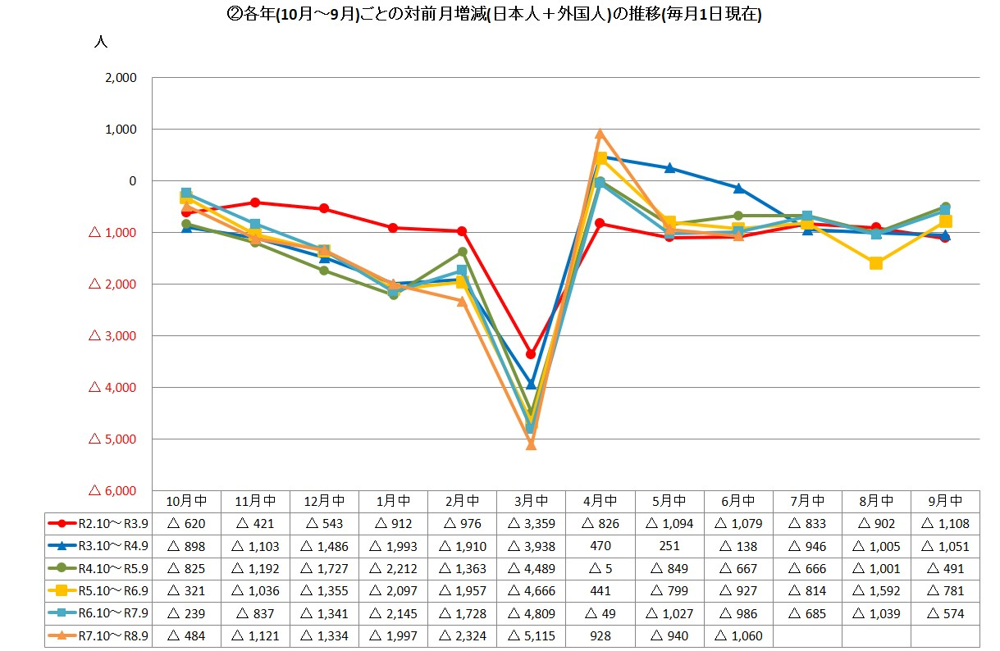 ②各年(10月～9月)ごとの対前月増減(日本人＋外国人)の推移(毎月1日現在)
人
2,000
1,000
0
△ 1,000
△ 2,000
△ 3,000
△ 4,000
△ 5,000
△ 6,000
10月中 11月中 12月中 1月中 2月中 3月中 4月中 5月中 6月中 7月中 8月中 9月中
R2.10～R3.9 △ 620 △ 421 △ 543 △ 912 △ 976 △ 3,359 △ 826 △ 1,094 △ 1,079 △ 833 △ 902 △ 1,108
R3.10～R4.9 △ 898 △ 1,103 △ 1,486 △ 1,993 △ 1,910 △ 3,938 470 251 △ 138 △ 946 △ 1,005 △ 1,051
R4.10～R5.9 △ 825 △ 1,192 △ 1,727 △ 2,212 △ 1,363 △ 4,489 △ 5 △ 849 △ 667 △ 666 △ 1,001 △ 491
R5.10～R6.9 △ 321 △ 1,036 △ 1,355 △ 2,097 △ 1,957 △ 4,666 441 △ 799 △ 927 △ 814 △ 1,592 △ 781
R6.10～R7.9 △ 239 △ 837 △ 1,341 △ 2,145 △ 1,728 △ 4,809 △ 49 △ 1,027 △ 986 △ 685 △ 1,039 △ 574
R7.10～R8.9 △ 484 △ 1,121 △ 1,334 △ 1,997 △ 2,324 △ 5,115 928 △ 940 △ 1,060